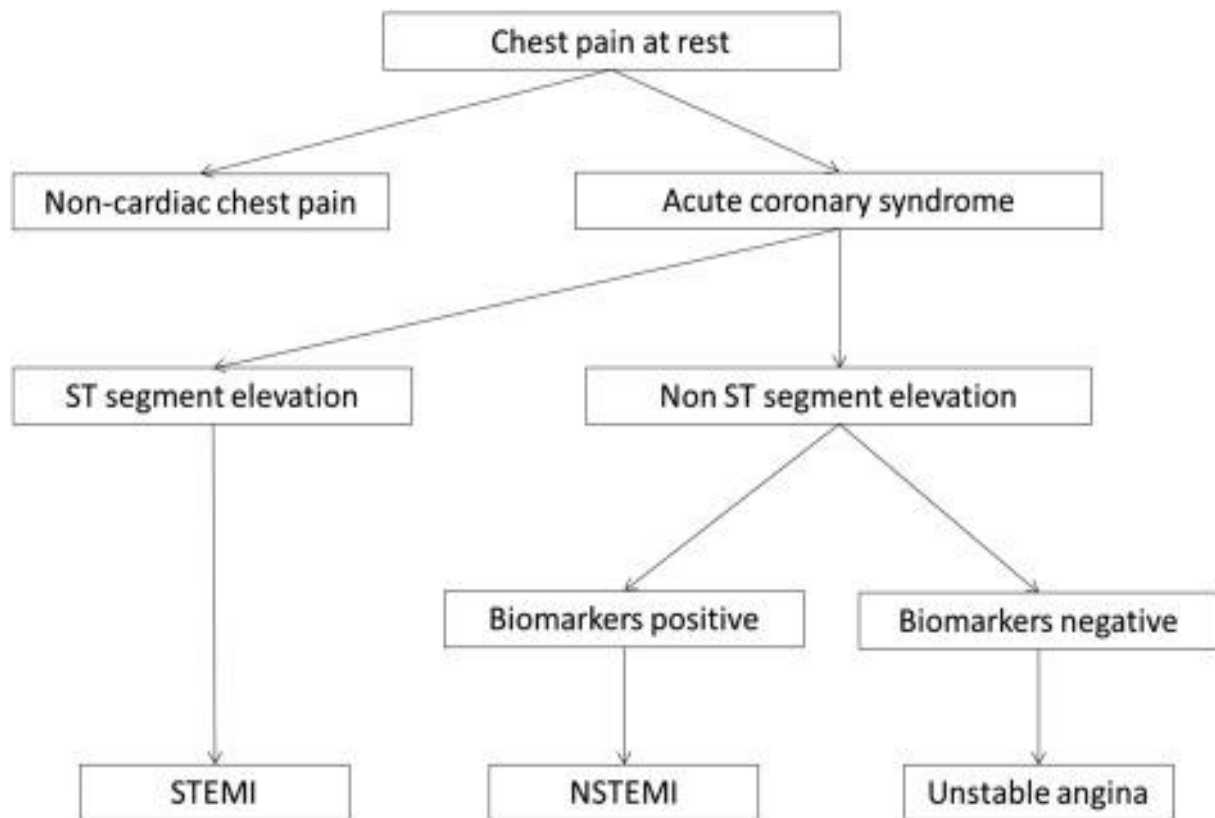 Chest pain at rest
Non-cardiac chest pain
Acute coronary syndrome
ST segment elevation
Non ST segment elevation
Biomarkers positive
Biomarkers negative
STEMI
NSTEMI
Unstable angina